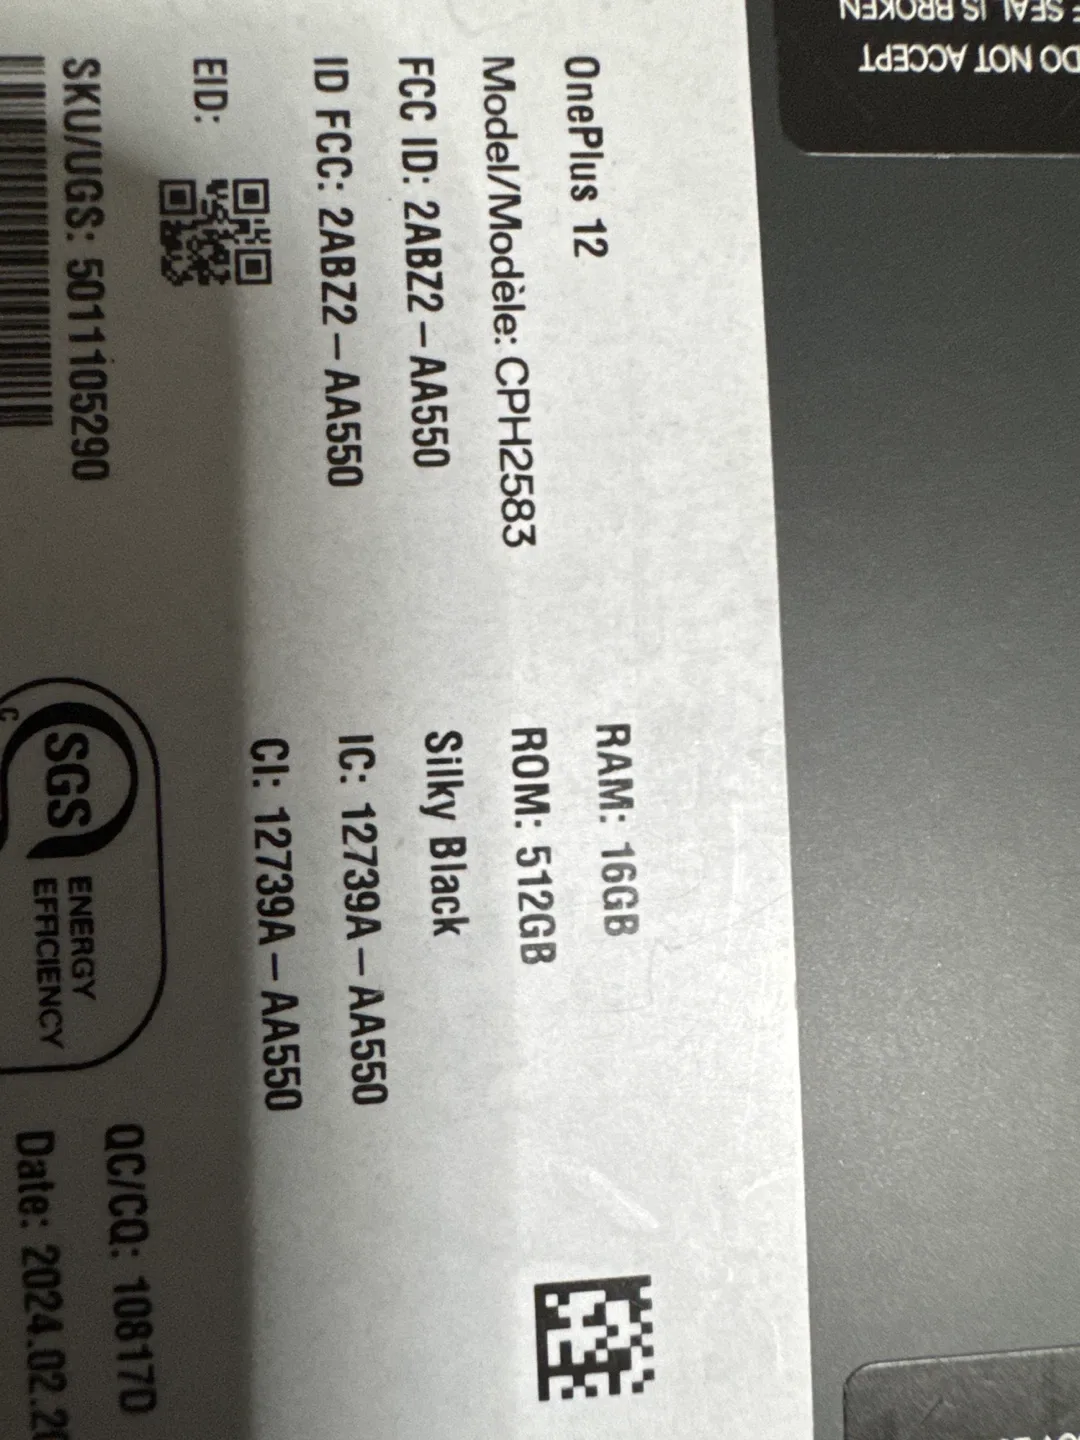 OnePlus 12
Model/Modèle: CPH2583
FCC ID: 2ABZ2-AA550
ID FCC: 2ABZ2-AA550
EID:
SKU/UGS: 5011105290
RAM: 16GB
ROM: 512GB
Silky Black
IC: 12739A-AA550
CI: 12739A-AA550
C
SGS
ENERGY
EFFICIENCY
QC/CQ: 10817D
Date: 2024.02.
DO NOT ACCEPT
SEAL IS BROKEN